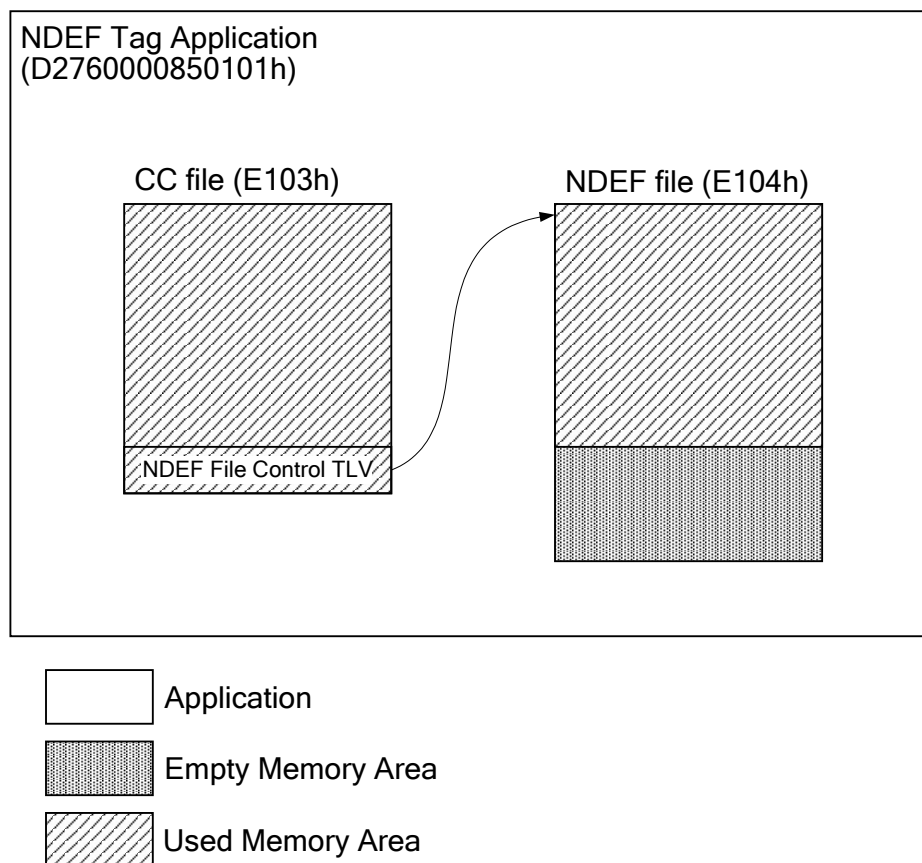 NDEF Tag Application
(D2760000850101h)
CC file (E103h)
NDEF file (E104h)
NDEF File Control TLV
Application
Empty Memory Area
Used Memory Area